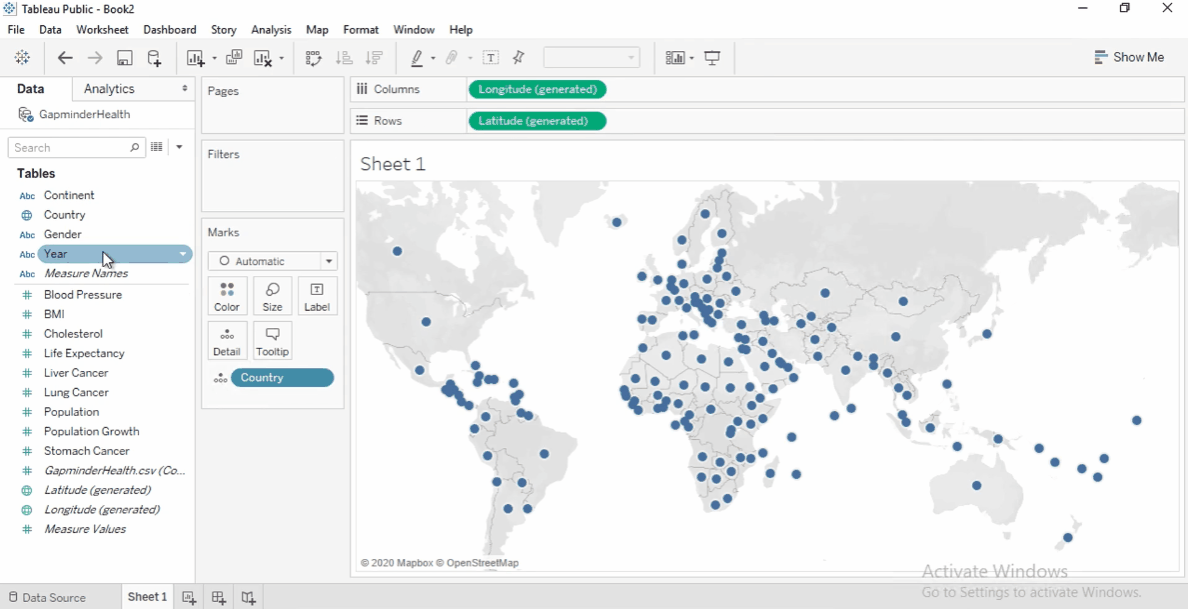 Tableau Public - Book2
File Data Worksheet Dashboard Story Analysis Map Format Window Help
Show Me
Data Analytics
GapminderHealth
Search
Tables
Abc Continent
Country
Abc Gender
Abc Year
Abc Measure Names
Blood Pressure
BMI
Cholesterol
Life Expectancy
Liver Cancer
Lung Cancer
Population
Population Growth
Stomach Cancer
GapminderHealth.csv (Co...
Latitude (generated)
Longitude (generated)
Measure Values
Pages
Filters
Marks
Automatic
Color Size Label
Detail Tooltip
Country
Columns Longitude (generated)
Rows Latitude (generated)
Sheet 1
© 2020 Mapbox © OpenStreetMap
Activate Windows
Go to Settings to activate Windows.
Data Source Sheet 1